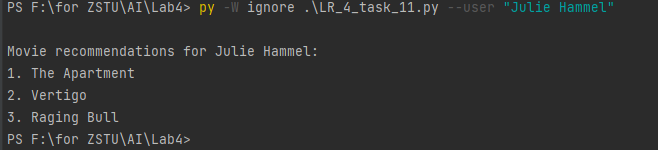 PS F:\for ZSTU\AI\Lab4> py -W ignore .\LR_4_task_11.py --user "Julie Hammel"
Movie recommendations for Julie Hammel:
1. The Apartment
2. Vertigo
3. Raging Bull
PS F:\for ZSTU\AI\Lab4>